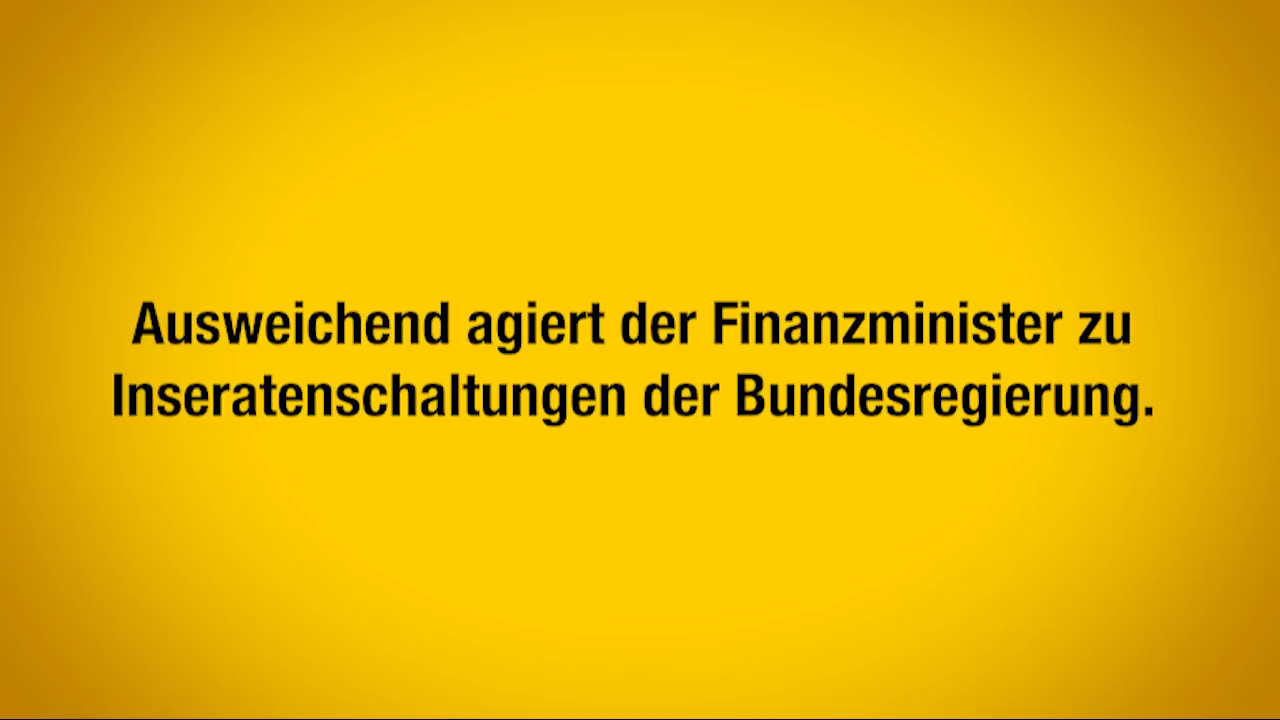 Ausweichend agiert der Finanzminister zu
Inseratenschaltungen der Bundesregierung.